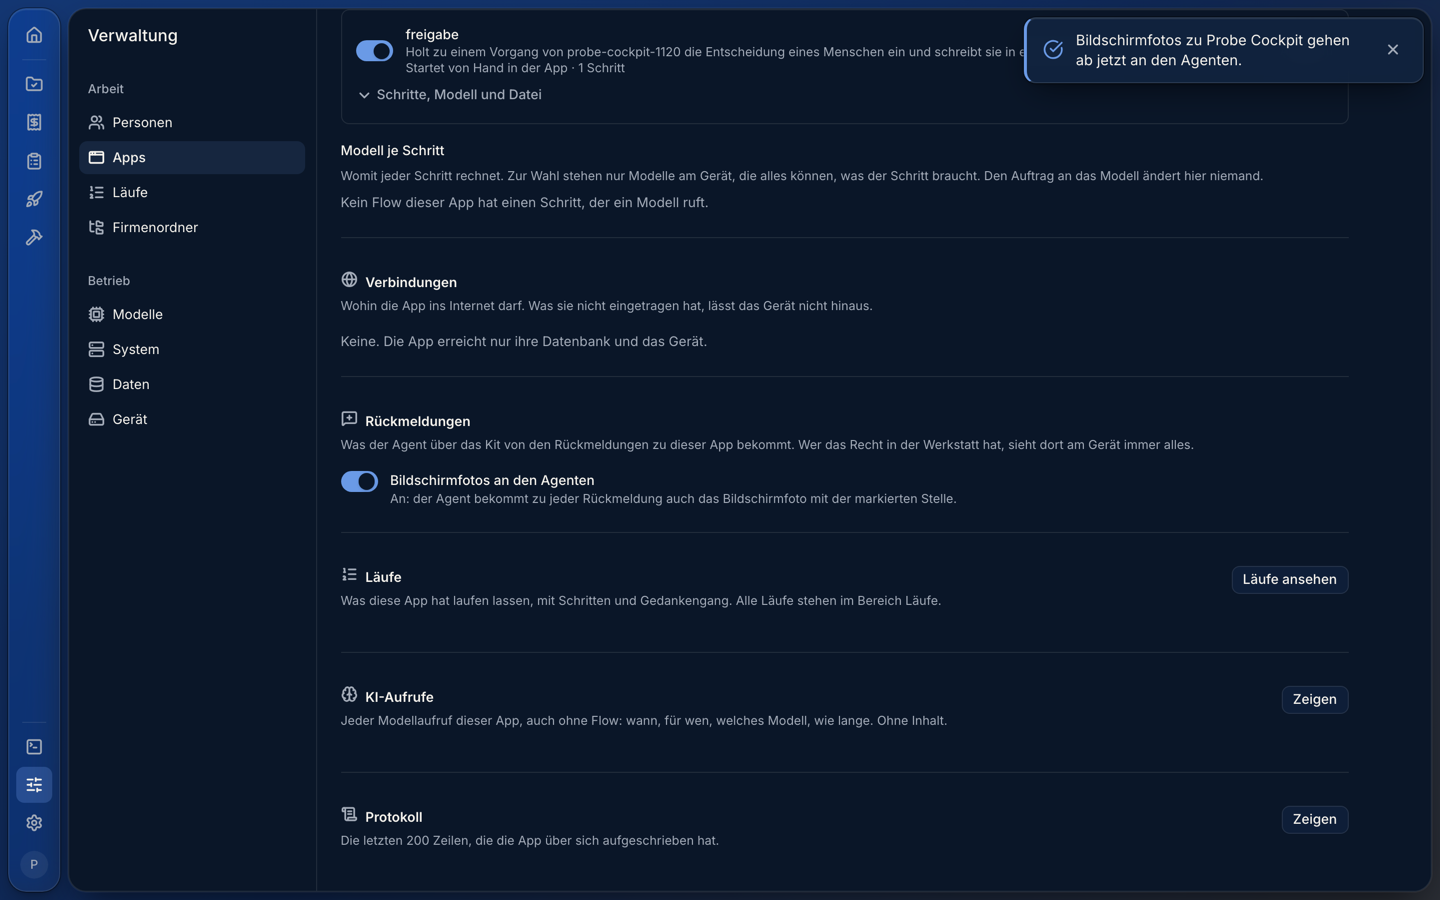 Verwaltung
Arbeit
Personen
Apps
Läufe
Firmenordner
Betrieb
Modelle
System
Daten
Gerät
P
freigabe
Holt zu einem Vorgang von probe-cockpit-1120 die Entscheidung eines Menschen ein und schreibt sie in e
Startet von Hand in der App · 1 Schritt
Schritte, Modell und Datei
Bildschirmfotos zu Probe Cockpit gehen
ab jetzt an den Agenten.
Modell je Schritt
Womit jeder Schritt rechnet. Zur Wahl stehen nur Modelle am Gerät, die alles können, was der Schritt braucht. Den Auftrag an das Modell ändert hier niemand.
Kein Flow dieser App hat einen Schritt, der ein Modell ruft.
Verbindungen
Wohin die App ins Internet darf. Was sie nicht eingetragen hat, lässt das Gerät nicht hinaus.
Keine. Die App erreicht nur ihre Datenbank und das Gerät.
Rückmeldungen
Was der Agent über das Kit von den Rückmeldungen zu dieser App bekommt. Wer das Recht in der Werkstatt hat, sieht dort am Gerät immer alles.
Bildschirmfotos an den Agenten
An: der Agent bekommt zu jeder Rückmeldung auch das Bildschirmfoto mit der markierten Stelle.
Läufe
Läufe ansehen
Was diese App hat laufen lassen, mit Schritten und Gedankengang. Alle Läufe stehen im Bereich Läufe.
KI-Aufrufe
Zeigen
Jeder Modellaufruf dieser App, auch ohne Flow: wann, für wen, welches Modell, wie lange. Ohne Inhalt.
Protokoll
Zeigen
Die letzten 200 Zeilen, die die App über sich aufgeschrieben hat.